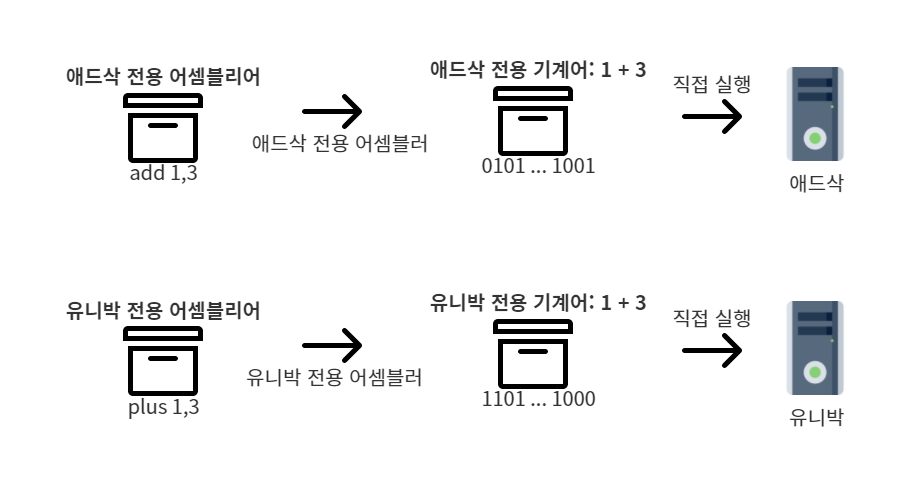 애드삭 전용 어셈블리어
애드삭 전용 기계어: 1 + 3
직접 실행
애드삭 전용 어셈블러
add 1,3
0101 ... 1001
애드삭
유니박 전용 어셈블리어
유니박 전용 기계어: 1 + 3
직접 실행
유니박 전용 어셈블러
plus 1,3
1101 ... 1000
유니박